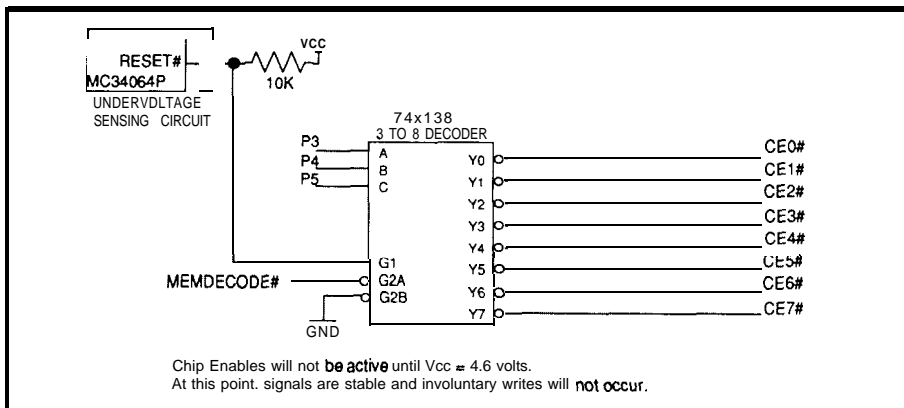 RESET#
MC34064P
UNDERVDLTAGE
SENSING CIRCUIT
VCC
10K
74x138
3 TO 8 DECODER
P3
P4
P5
A
B
C
G1
G2A
G2B
MEMDECODE#
GND
Y0
Y1
Y2
Y3
Y4
Y5
Y6
Y7
CE0#
CE1#
CE2#
CE3#
CE4#
CE5#
CE6#
CE7#
Chip Enables will not be active until Vcc ≈ 4.6 volts.
At this point. signals are stable and involuntary writes will not occur.